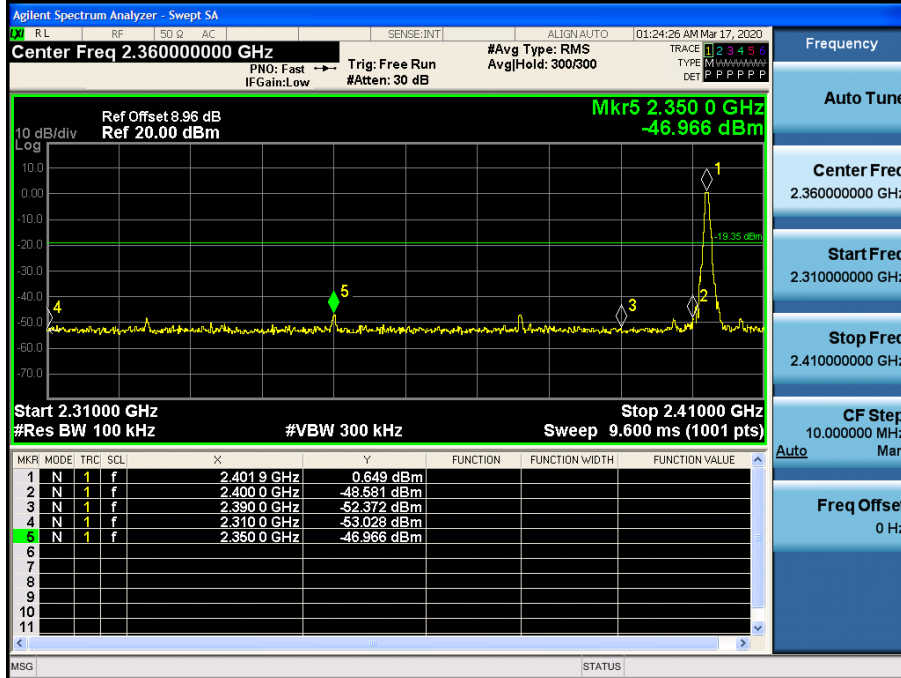 Agilent Spectrum Analyzer - Swept SA
LXI RL RF 50 Ω AC SENSE:INT ALIGN AUTO 01:24:26 AM Mar 17, 2020
Center Freq 2.360000000 GHz
PNO: Fast
IFGain:Low
Trig: Free Run
#Atten: 30 dB
#Avg Type: RMS
Avg|Hold: 300/300
TRACE 1 2 3 4 5 6
TYPE M WWWWW
DET P P P P P P
Mkr5 2.350 0 GHz
-46.966 dBm
Ref Offset 8.96 dB
10 dB/div Ref 20.00 dBm
Log
10.0
0.00
-10.0
-20.0
-30.0
-40.0
-50.0
-60.0
-70.0
1
-19.35 dBm
4
5
3
2
Start 2.31000 GHz Stop 2.41000 GHz
#Res BW 100 kHz #VBW 300 kHz Sweep 9.600 ms (1001 pts)
MKR MODE TRC SCL X Y FUNCTION FUNCTION WIDTH FUNCTION VALUE
1 N 1 f 2.401 9 GHz 0.649 dBm
2 N 1 f 2.400 0 GHz -48.581 dBm
3 N 1 f 2.390 0 GHz -52.372 dBm
4 N 1 f 2.310 0 GHz -53.028 dBm
5 N 1 f 2.350 0 GHz -46.966 dBm
6
7
8
9
10
11
MSG STATUS
Frequency
Auto Tune
Center Freq
2.360000000 GHz
Start Freq
2.310000000 GHz
Stop Freq
2.410000000 GHz
CF Step
10.000000 MHz
Auto Man
Freq Offset
0 Hz